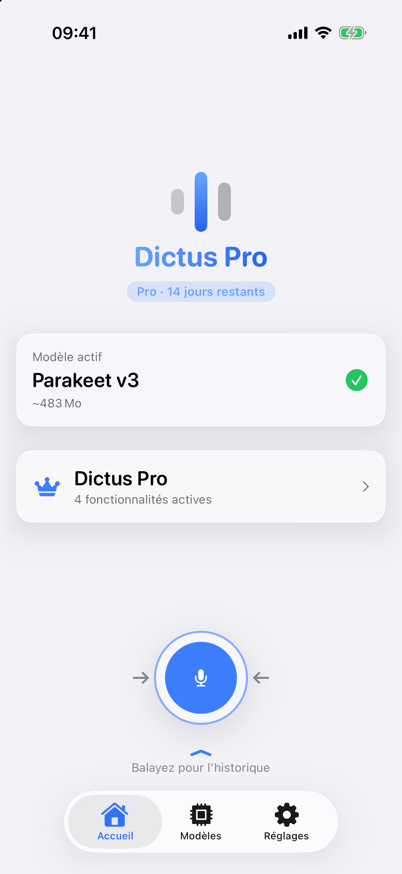 09:41
Dictus Pro
Pro · 14 jours restants
Modèle actif
Parakeet v3
~483 Mo
Dictus Pro
4 fonctionnalités actives
Balayez pour l'historique
Accueil
Modèles
Réglages